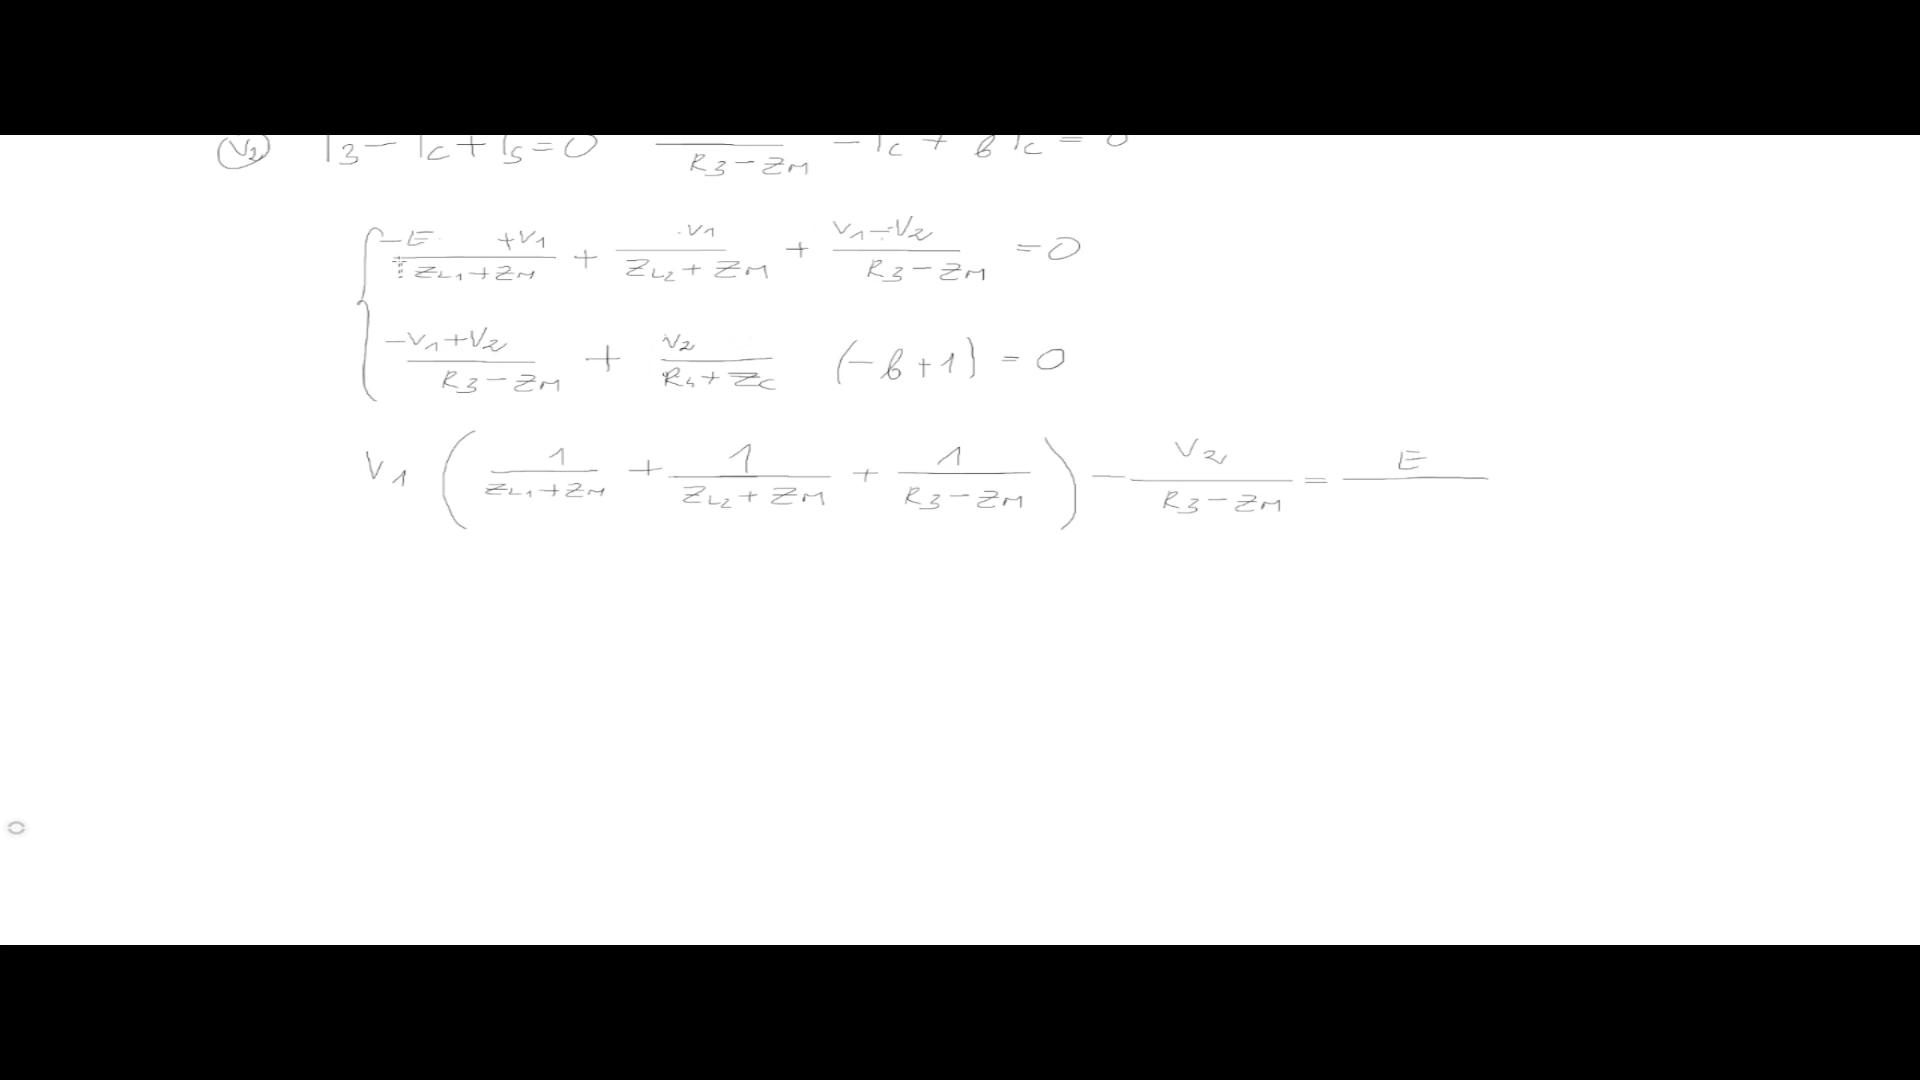 (V2) I3 - Ic + I5 = 0 /(R3 - ZM) - Ic + b Ic = 0
(-E +V1)/(ZL1 + ZM) + V1/(ZL2 + ZM) + (V1 - V2)/(R3 - ZM) = 0
(-V1 + V2)/(R3 - ZM) + V2/(R4 + ZC) (-b + 1) = 0
V1 ( 1/(ZL1 + ZM) + 1/(ZL2 + ZM) + 1/(R3 - ZM) ) - V2/(R3 - ZM) = E/